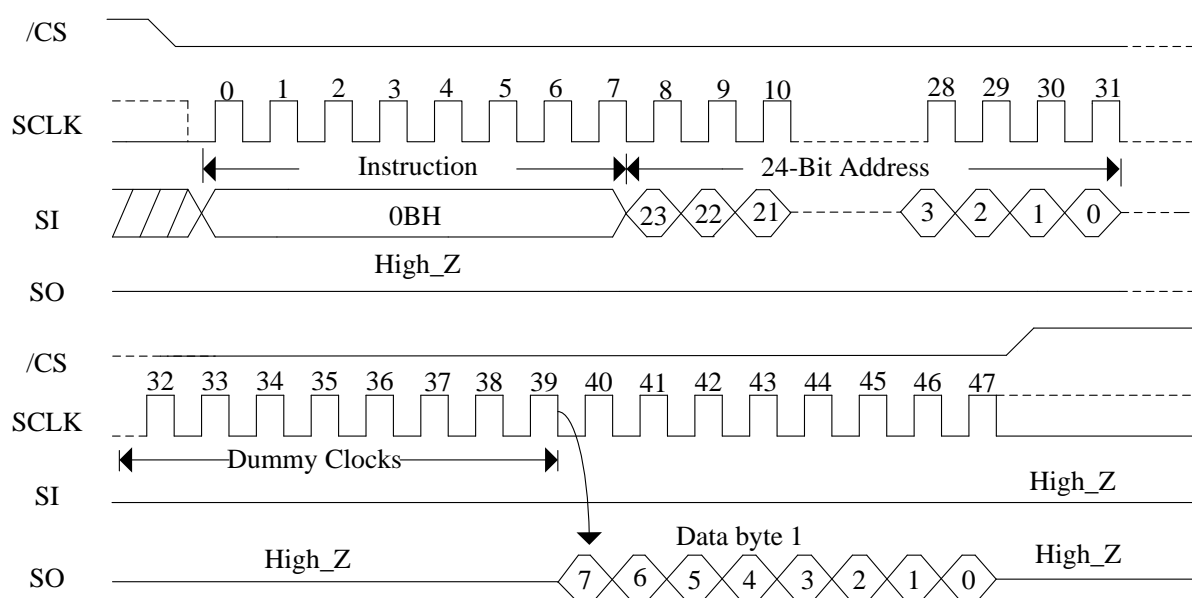 /CS
0 1 2 3 4 5 6 7 8 9 10 28 29 30 31
SCLK
Instruction 24-Bit Address
SI 0BH 23 22 21 3 2 1 0
High_Z
SO
/CS
32 33 34 35 36 37 38 39 40 41 42 43 44 45 46 47
SCLK
Dummy Clocks
SI High_Z
Data byte 1
High_Z High_Z
SO 7 6 5 4 3 2 1 0